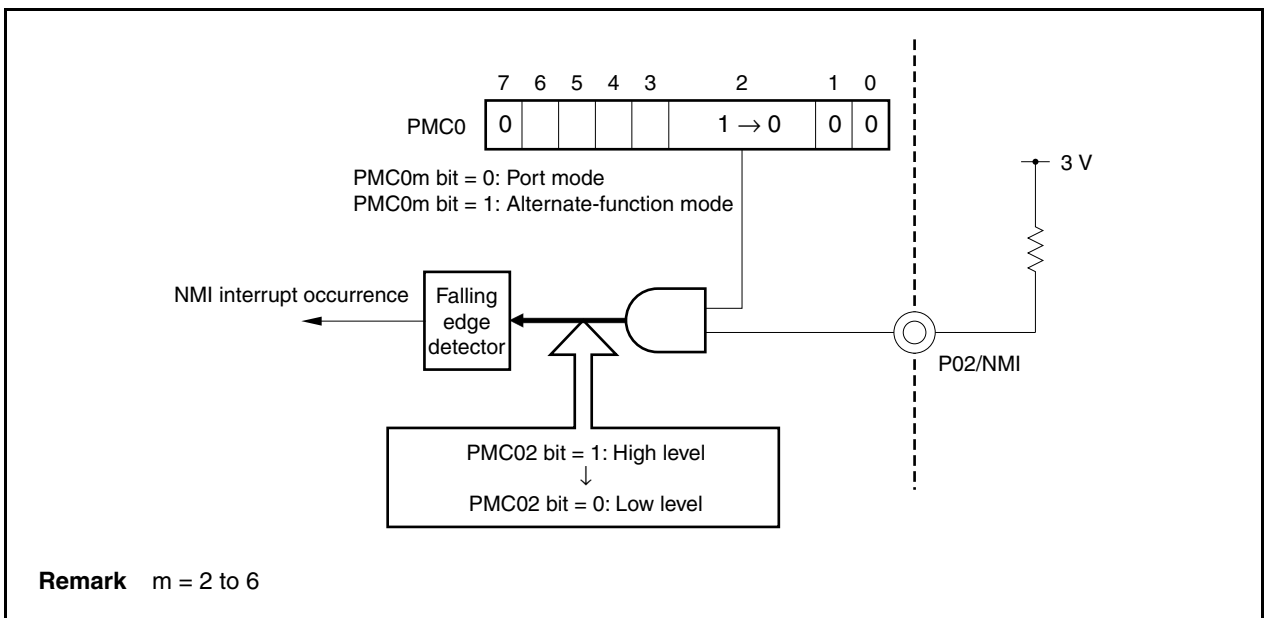 7 6 5 4 3 2 1 0
PMC0 0 1 → 0 0 0
3 V
PMC0m bit = 0: Port mode
PMC0m bit = 1: Alternate-function mode
NMI interrupt occurrence
Falling
edge
detector
P02/NMI
PMC02 bit = 1: High level
↓
PMC02 bit = 0: Low level
Remark m = 2 to 6